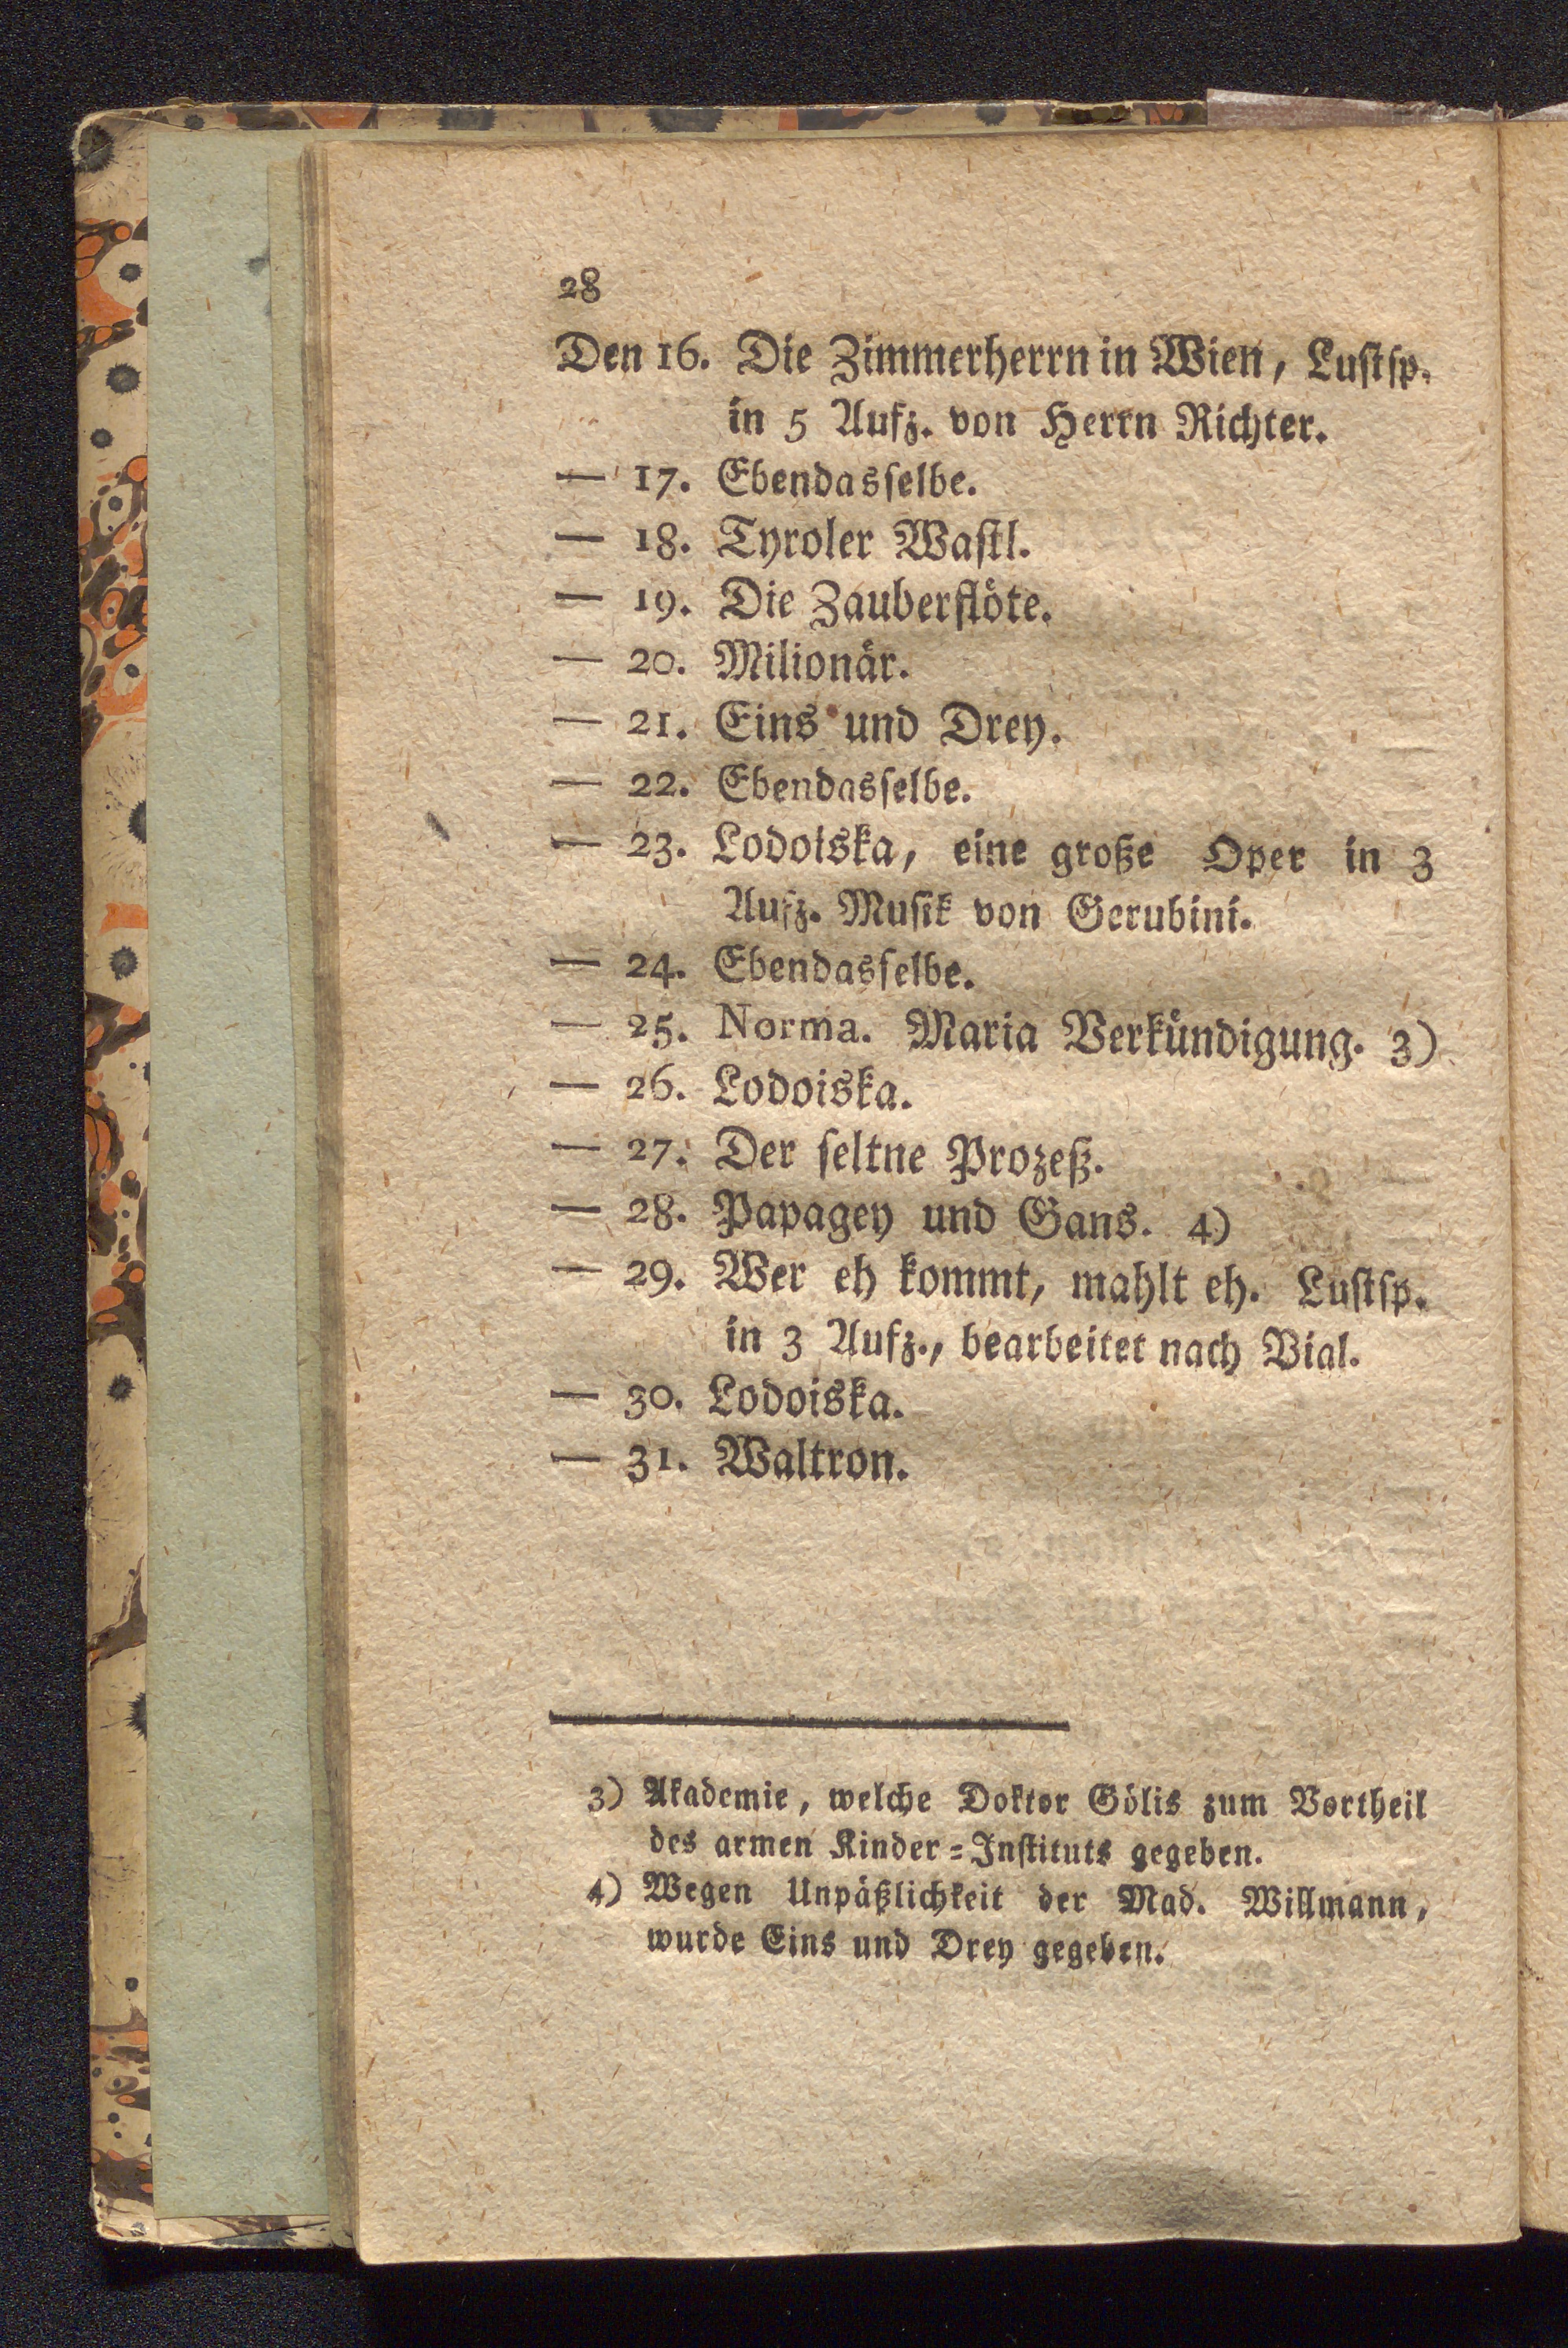 28
Den 16. Die Zimmerherrn in Wien, Lustsp.
in 5 Aufz. von Herrn Richter.
— 17. Ebendasselbe.
— 18. Tyroler Wastl.
— 19. Die Zauberflöte.
— 20. Milionär.
— 21. Eins und Drey.
— 22. Ebendasselbe.
— 23. Lodoiska, eine große Oper in 3
Aufz. Musik von Gerubini.
— 24. Ebendasselbe.
— 25. Norma. Maria Verkündigung. 3)
— 26. Lodoiska.
— 27. Der seltne Prozeß.
— 28. Papagey und Gans. 4)
— 29. Wer eh kommt, mahlt eh. Lustsp.
in 3 Aufz., bearbeitet nach Vial.
— 30. Lodoiska.
— 31. Waltron.
3) Akademie, welche Doktor Gölis zum Vortheil
des armen Kinder=Instituts gegeben.
4) Wegen Unpäßlichkeit der Mad. Willmann,
wurde Eins und Drey gegeben.